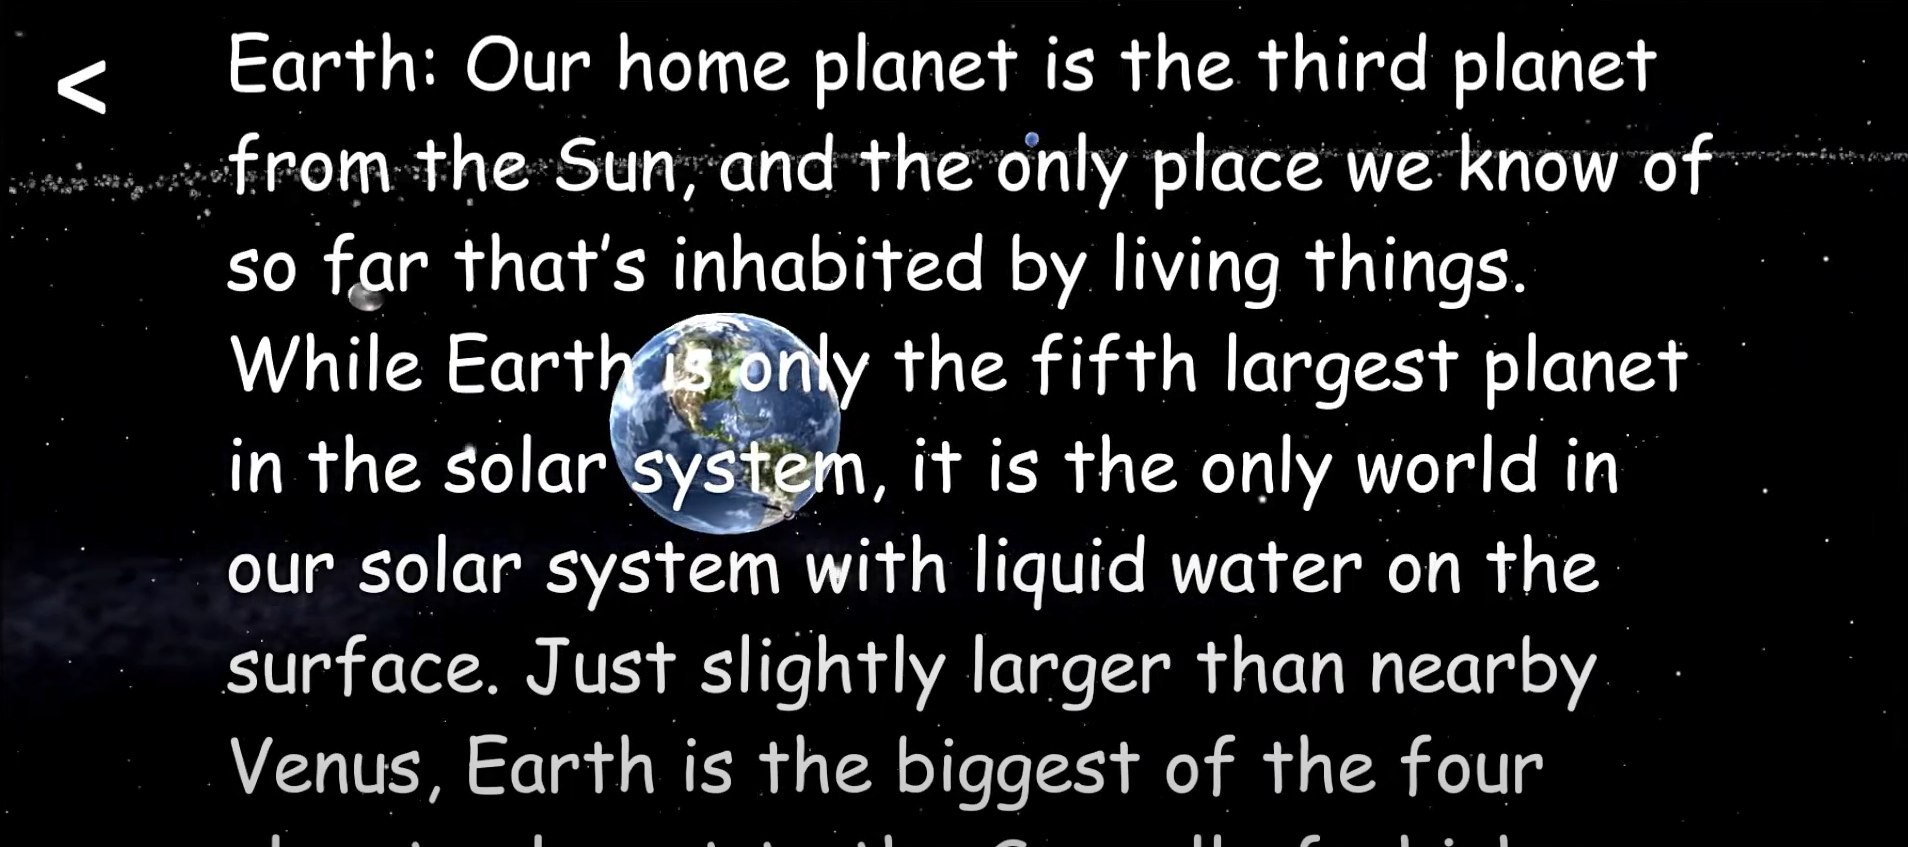 <
Earth: Our home planet is the third planet
from the Sun, and the only place we know of
so far that’s inhabited by living things.
While Earth is only the fifth largest planet
in the solar system, it is the only world in
our solar system with liquid water on the
surface. Just slightly larger than nearby
Venus, Earth is the biggest of the four